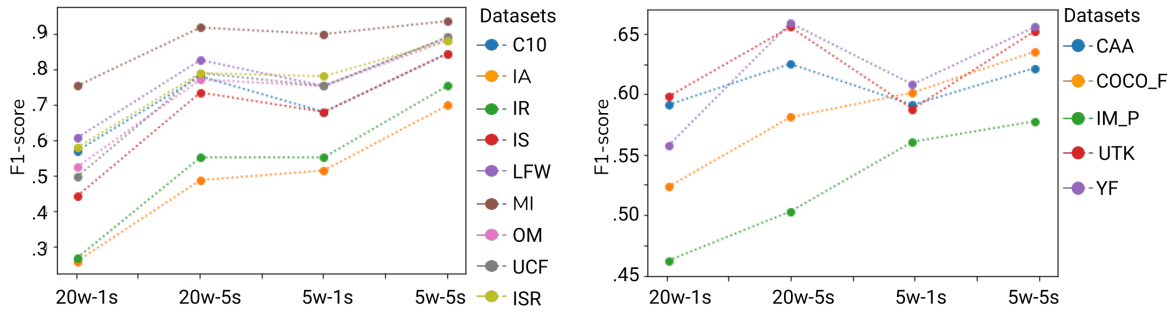 Datasets
C10
IA
IR
IS
LFW
MI
OM
UCF
ISR
F1-score
.9
.8
.7
.6
.5
.4
.3
20w-1s 20w-5s 5w-1s 5w-5s
Datasets
CAA
COCO_F
IM_P
UTK
YF
F1-score
.65
.60
.55
.50
.45
20w-1s 20w-5s 5w-1s 5w-5s